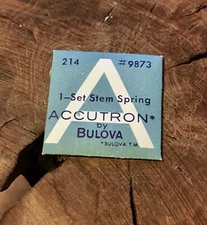 214 #9873
1-Set Stem Spring
ACCUTRON*
by
BULOVA
*BULOVA T.M.